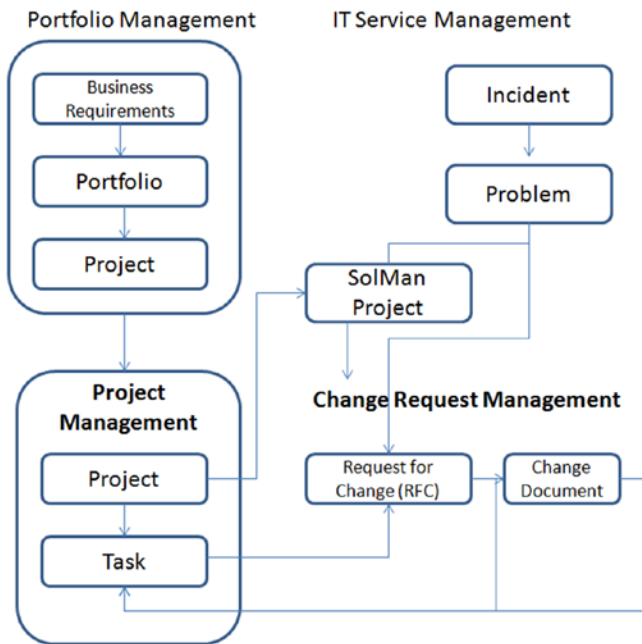 Portfolio Management
IT Service Management
Business
Requirements
Portfolio
Project
Incident
Problem
SolMan
Project
Project
Management
Project
Task
Change Request Management
Request for
Change (RFC)
Change
Document